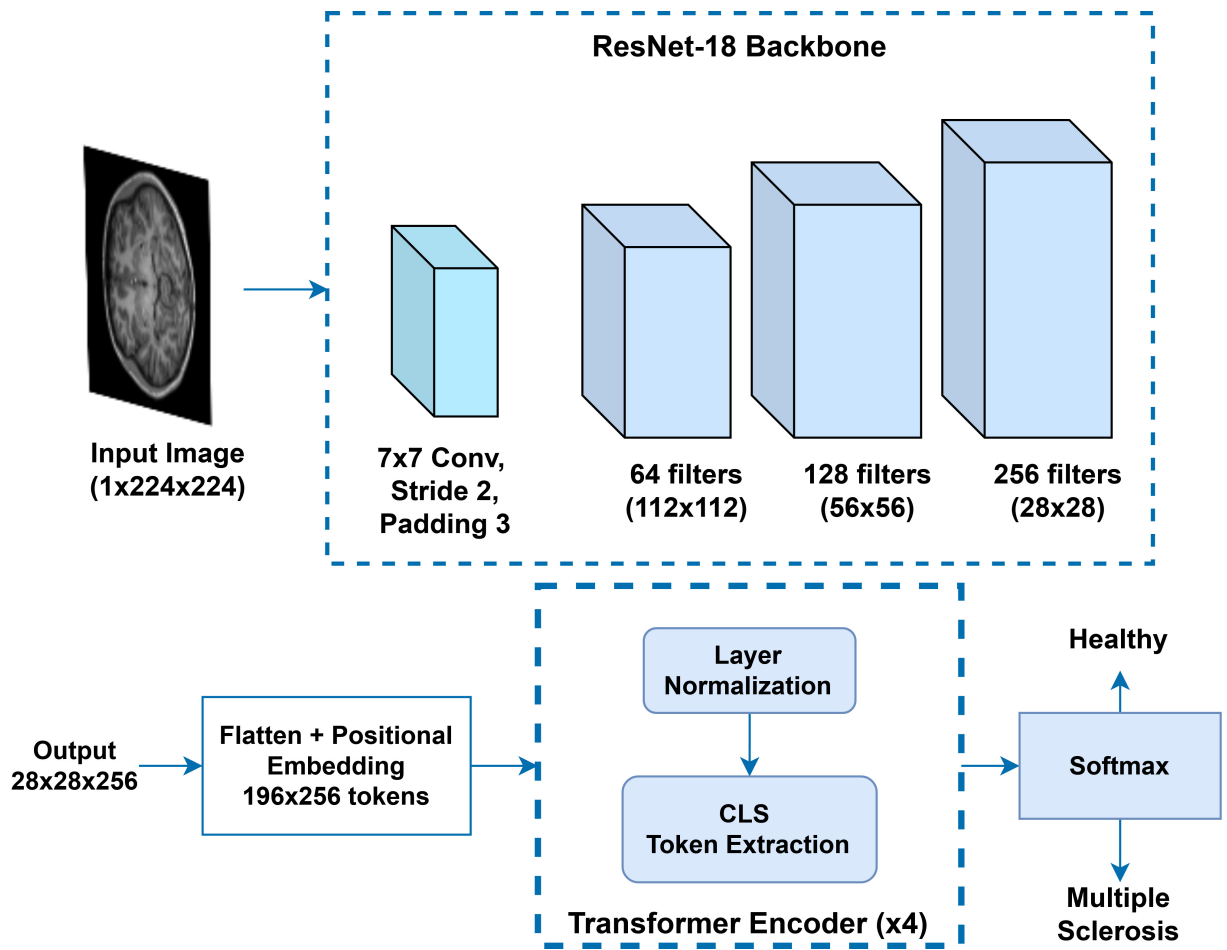 ResNet-18 Backbone
Input Image
(1x224x224)
7x7 Conv,
Stride 2,
Padding 3
64 filters
(112x112)
128 filters
(56x56)
256 filters
(28x28)
Output
28x28x256
Flatten + Positional
Embedding
196x256 tokens
Layer
Normalization
CLS
Token Extraction
Transformer Encoder (x4)
Healthy
Softmax
Multiple
Sclerosis